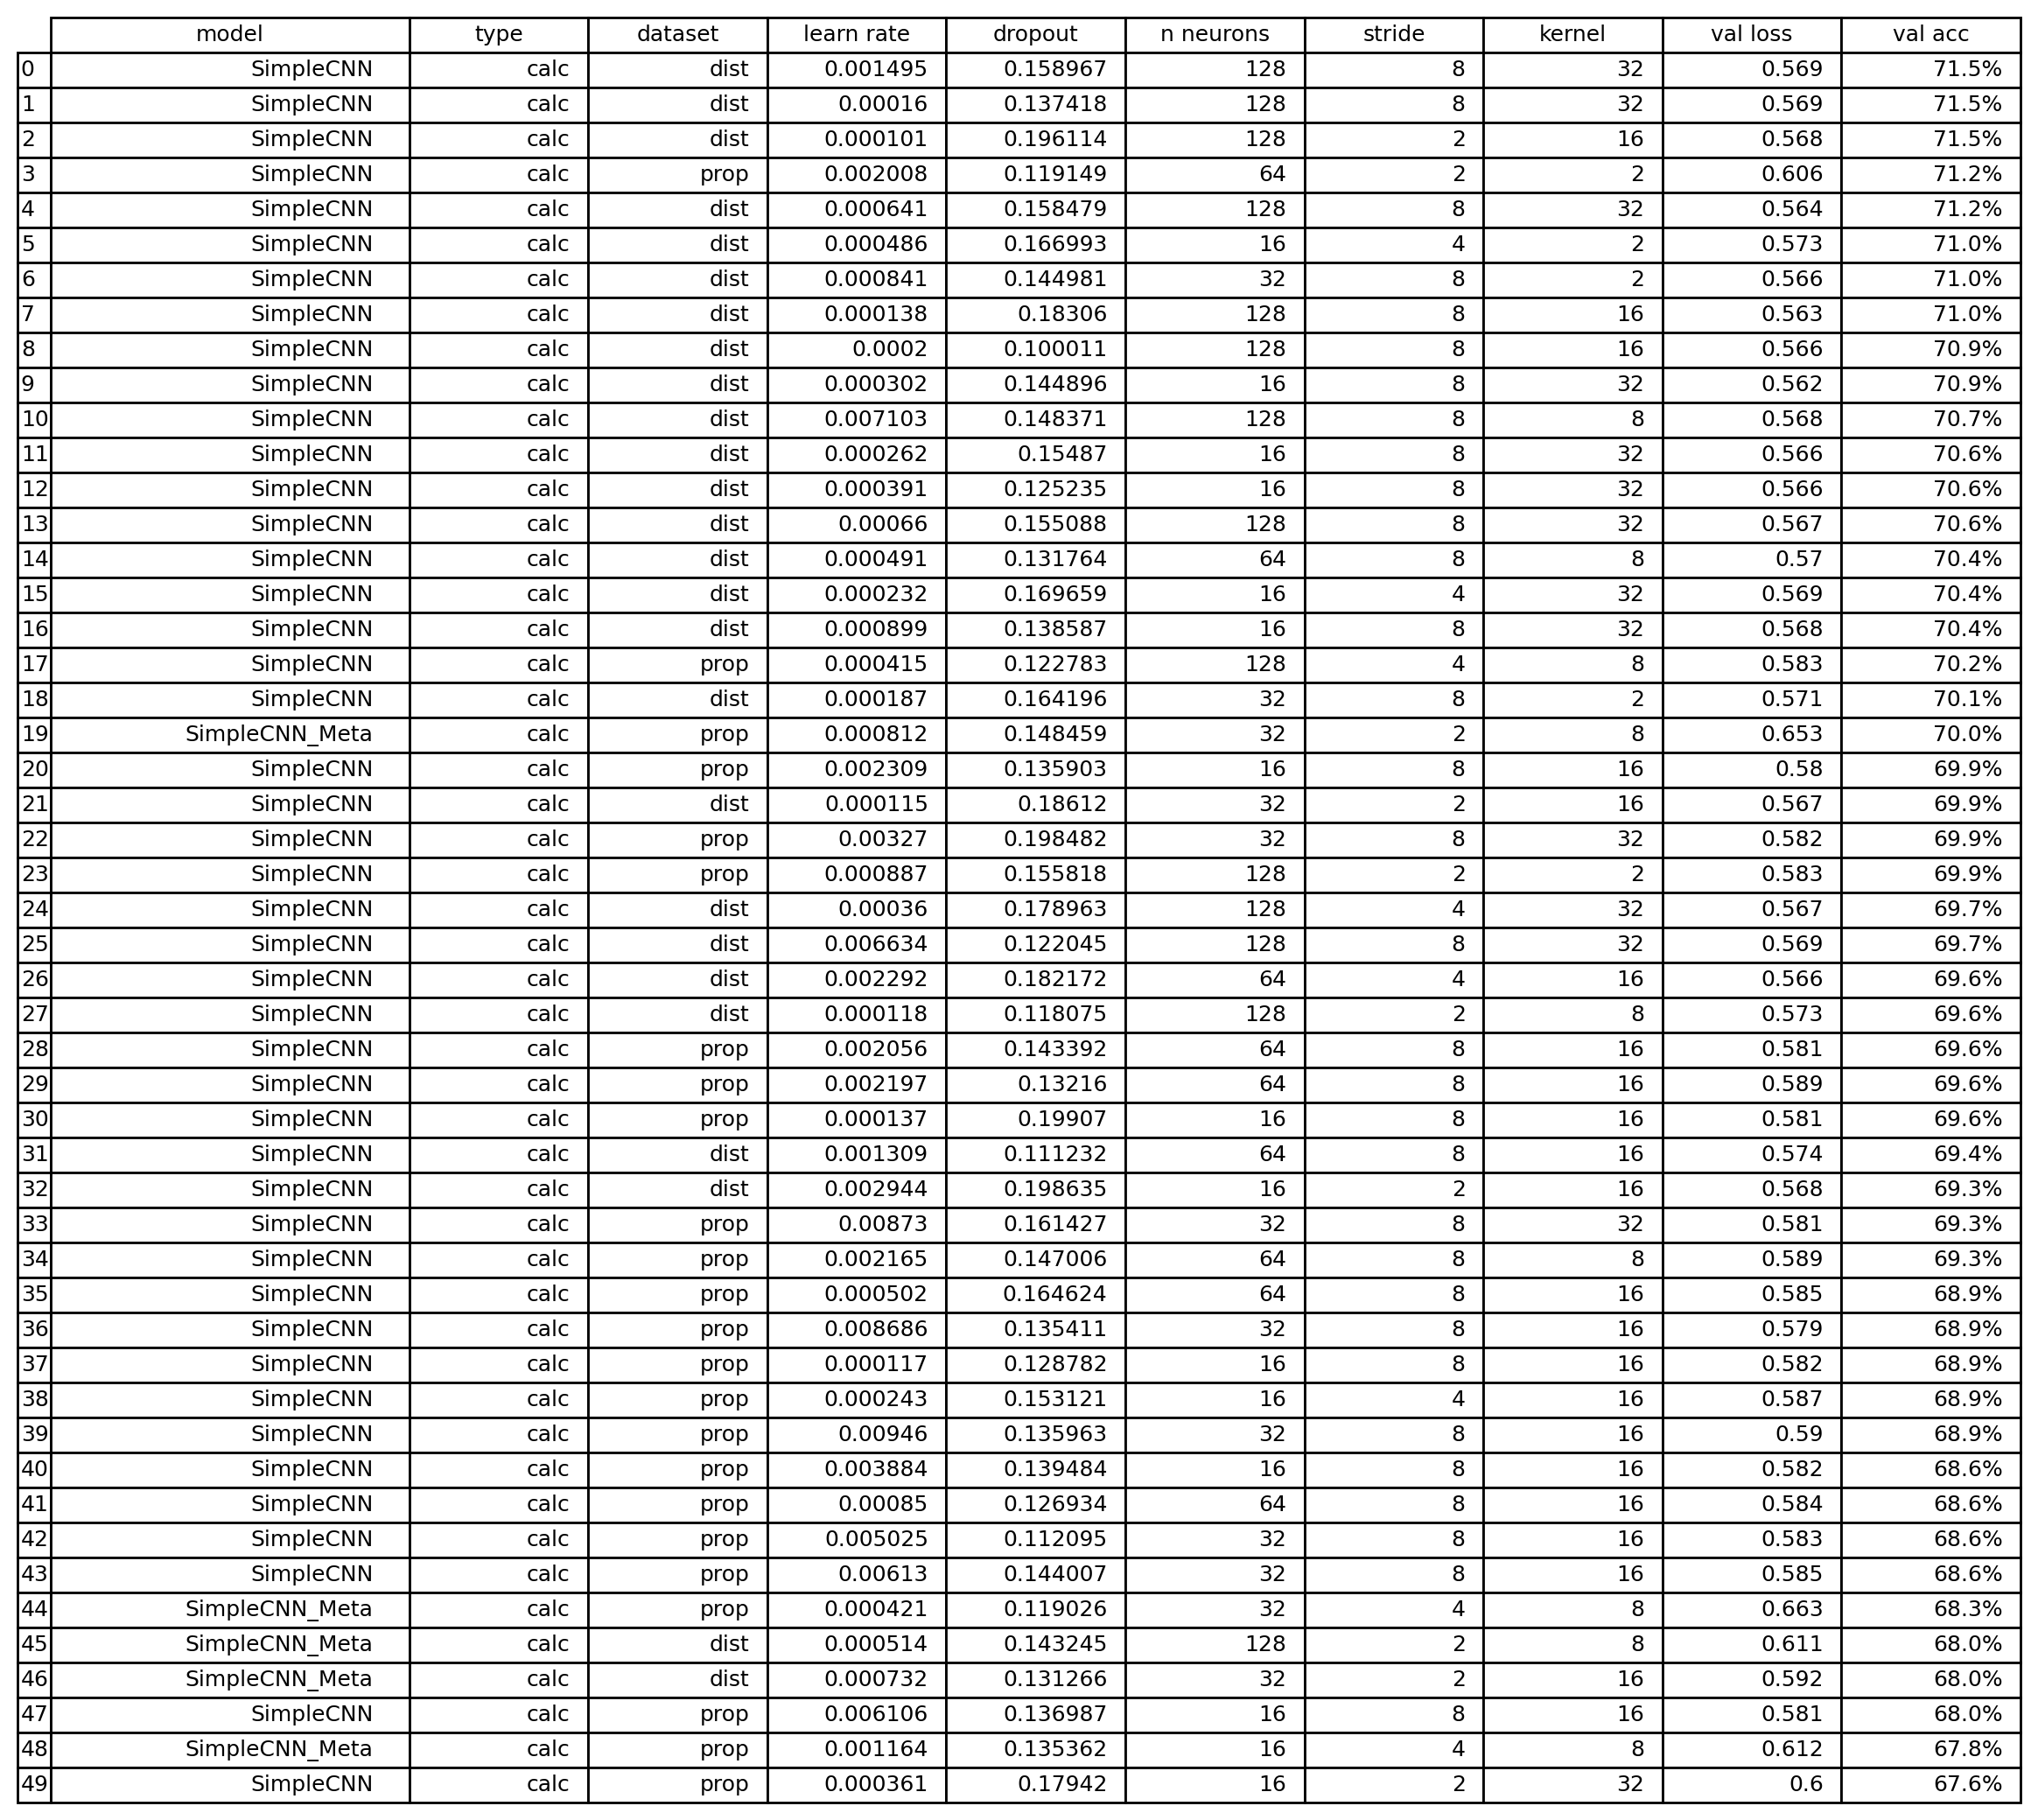 model type dataset learn rate dropout n neurons stride kernel val loss val acc
0 SimpleCNN calc dist 0.001495 0.158967 128 8 32 0.569 71.5%
1 SimpleCNN calc dist 0.00016 0.137418 128 8 32 0.569 71.5%
2 SimpleCNN calc dist 0.000101 0.196114 128 2 16 0.568 71.5%
3 SimpleCNN calc prop 0.002008 0.119149 64 2 2 0.606 71.2%
4 SimpleCNN calc dist 0.000641 0.158479 128 8 32 0.564 71.2%
5 SimpleCNN calc dist 0.000486 0.166993 16 4 2 0.573 71.0%
6 SimpleCNN calc dist 0.000841 0.144981 32 8 2 0.566 71.0%
7 SimpleCNN calc dist 0.000138 0.18306 128 8 16 0.563 71.0%
8 SimpleCNN calc dist 0.0002 0.100011 128 8 16 0.566 70.9%
9 SimpleCNN calc dist 0.000302 0.144896 16 8 32 0.562 70.9%
10 SimpleCNN calc dist 0.007103 0.148371 128 8 8 0.568 70.7%
11 SimpleCNN calc dist 0.000262 0.15487 16 8 32 0.566 70.6%
12 SimpleCNN calc dist 0.000391 0.125235 16 8 32 0.566 70.6%
13 SimpleCNN calc dist 0.00066 0.155088 128 8 32 0.567 70.6%
14 SimpleCNN calc dist 0.000491 0.131764 64 8 8 0.57 70.4%
15 SimpleCNN calc dist 0.000232 0.169659 16 4 32 0.569 70.4%
16 SimpleCNN calc dist 0.000899 0.138587 16 8 32 0.568 70.4%
17 SimpleCNN calc prop 0.000415 0.122783 128 4 8 0.583 70.2%
18 SimpleCNN calc dist 0.000187 0.164196 32 8 2 0.571 70.1%
19 SimpleCNN_Meta calc prop 0.000812 0.148459 32 2 8 0.653 70.0%
20 SimpleCNN calc prop 0.002309 0.135903 16 8 16 0.58 69.9%
21 SimpleCNN calc dist 0.000115 0.18612 32 2 16 0.567 69.9%
22 SimpleCNN calc prop 0.00327 0.198482 32 8 32 0.582 69.9%
23 SimpleCNN calc prop 0.000887 0.155818 128 2 2 0.583 69.9%
24 SimpleCNN calc dist 0.00036 0.178963 128 4 32 0.567 69.7%
25 SimpleCNN calc dist 0.006634 0.122045 128 8 32 0.569 69.7%
26 SimpleCNN calc dist 0.002292 0.182172 64 4 16 0.566 69.6%
27 SimpleCNN calc dist 0.000118 0.118075 128 2 8 0.573 69.6%
28 SimpleCNN calc prop 0.002056 0.143392 64 8 16 0.581 69.6%
29 SimpleCNN calc prop 0.002197 0.13216 64 8 16 0.589 69.6%
30 SimpleCNN calc prop 0.000137 0.19907 16 8 16 0.581 69.6%
31 SimpleCNN calc dist 0.001309 0.111232 64 8 16 0.574 69.4%
32 SimpleCNN calc dist 0.002944 0.198635 16 2 16 0.568 69.3%
33 SimpleCNN calc prop 0.00873 0.161427 32 8 32 0.581 69.3%
34 SimpleCNN calc prop 0.002165 0.147006 64 8 8 0.589 69.3%
35 SimpleCNN calc prop 0.000502 0.164624 64 8 16 0.585 68.9%
36 SimpleCNN calc prop 0.008686 0.135411 32 8 16 0.579 68.9%
37 SimpleCNN calc prop 0.000117 0.128782 16 8 16 0.582 68.9%
38 SimpleCNN calc prop 0.000243 0.153121 16 4 16 0.587 68.9%
39 SimpleCNN calc prop 0.00946 0.135963 32 8 16 0.59 68.9%
40 SimpleCNN calc prop 0.003884 0.139484 16 8 16 0.582 68.6%
41 SimpleCNN calc prop 0.00085 0.126934 64 8 16 0.584 68.6%
42 SimpleCNN calc prop 0.005025 0.112095 32 8 16 0.583 68.6%
43 SimpleCNN calc prop 0.00613 0.144007 32 8 16 0.585 68.6%
44 SimpleCNN_Meta calc prop 0.000421 0.119026 32 4 8 0.663 68.3%
45 SimpleCNN_Meta calc dist 0.000514 0.143245 128 2 8 0.611 68.0%
46 SimpleCNN_Meta calc dist 0.000732 0.131266 32 2 16 0.592 68.0%
47 SimpleCNN calc prop 0.006106 0.136987 16 8 16 0.581 68.0%
48 SimpleCNN_Meta calc prop 0.001164 0.135362 16 4 8 0.612 67.8%
49 SimpleCNN calc prop 0.000361 0.17942 16 2 32 0.6 67.6%